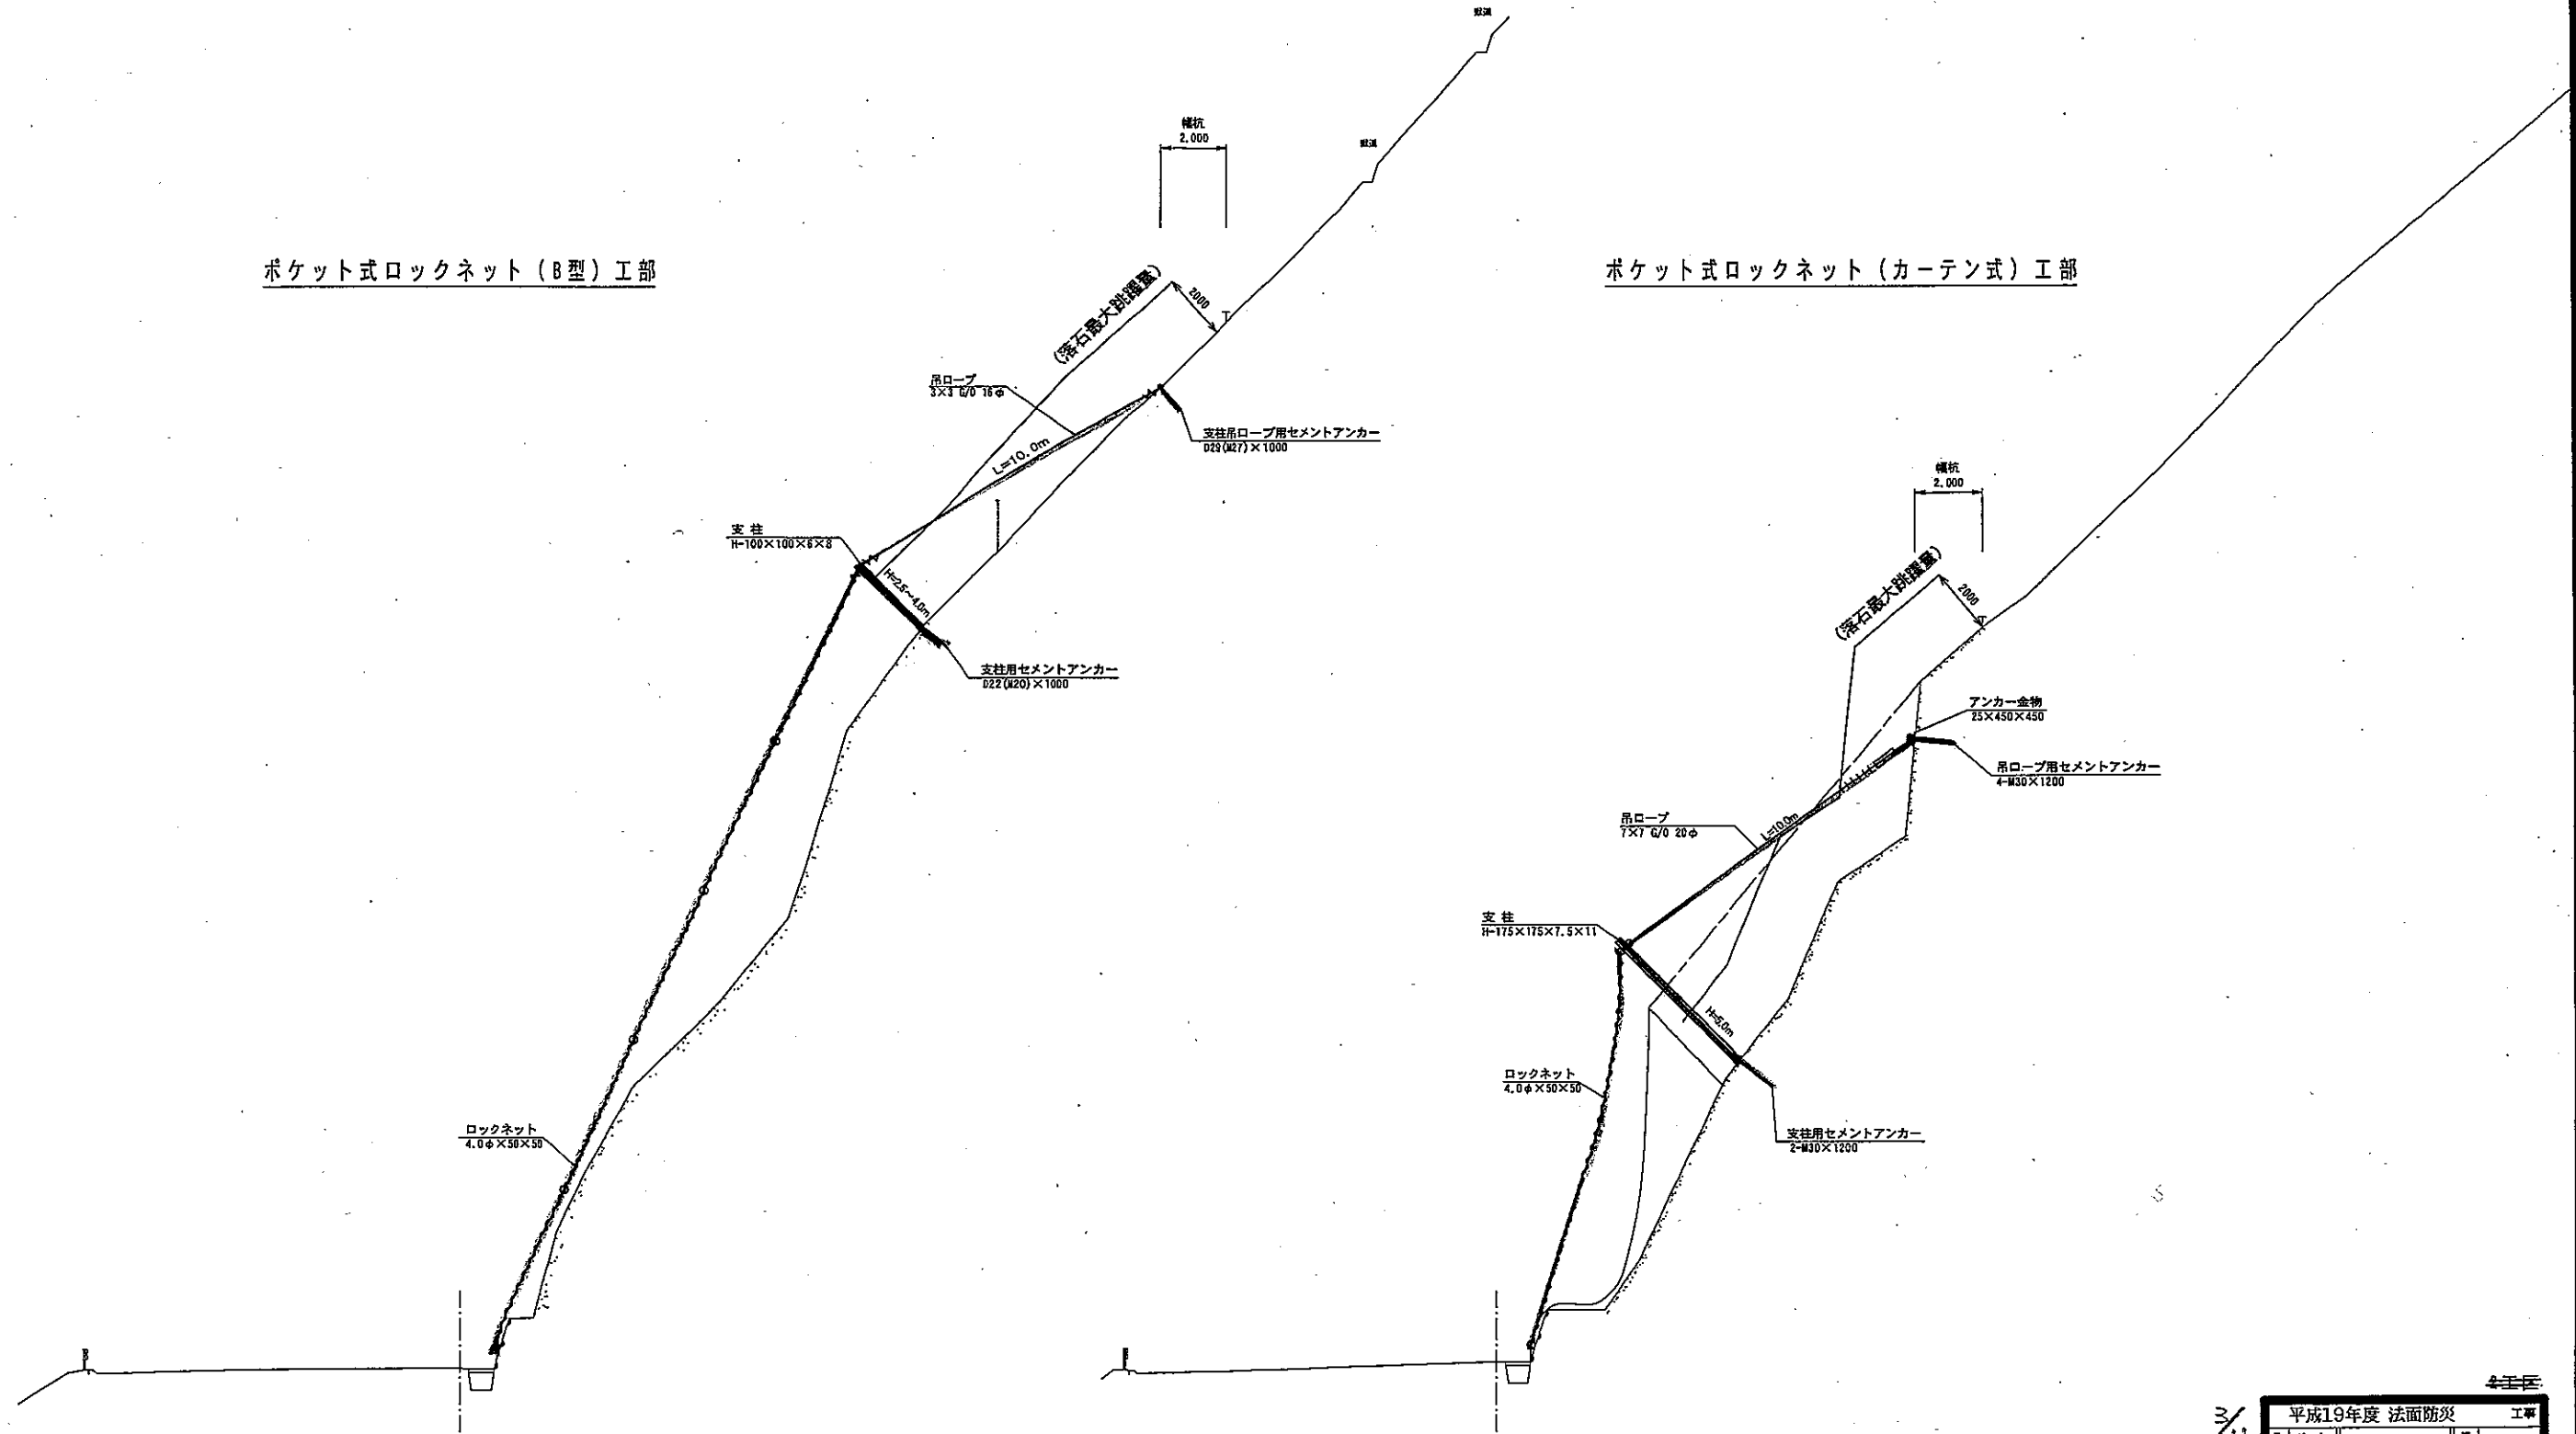 ポケット式ロックネット（B型）工部
幅杭
2.000
（落石最大跳躍量）
2000
吊ロープ
3×3 G/O 16φ
L=10.0m
支柱吊ロープ用セメントアンカー
D29(M27)×1000
支 柱
H-100×100×6×8
H=2.5～4.0m
支柱用セメントアンカー
D22(M20)×1000
ロックネット
4.0φ×50×50
ポケット式ロックネット（カーテン式）工部
幅杭
2.000
（落石最大跳躍量）
2000
アンカー金物
25×450×450
吊ロープ用セメントアンカー
4-M30×1200
吊ロープ
7×7 G/O 20φ
L=10.0m
支 柱
H-175×175×7.5×11
H=5.0m
ロックネット
4.0φ×50×50
支柱用セメントアンカー
2-M30×1200
平成19年度 法面防災 工事